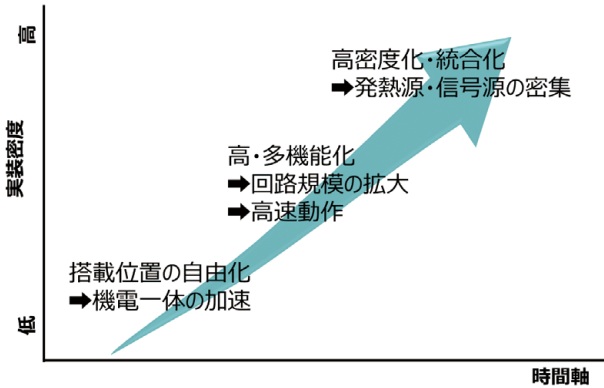 高
高密度化・統合化
➡発熱源・信号源の密集
実装密度
高・多機能化
➡回路規模の拡大
➡高速動作
搭載位置の自由化
➡機電一体の加速
低
時間軸